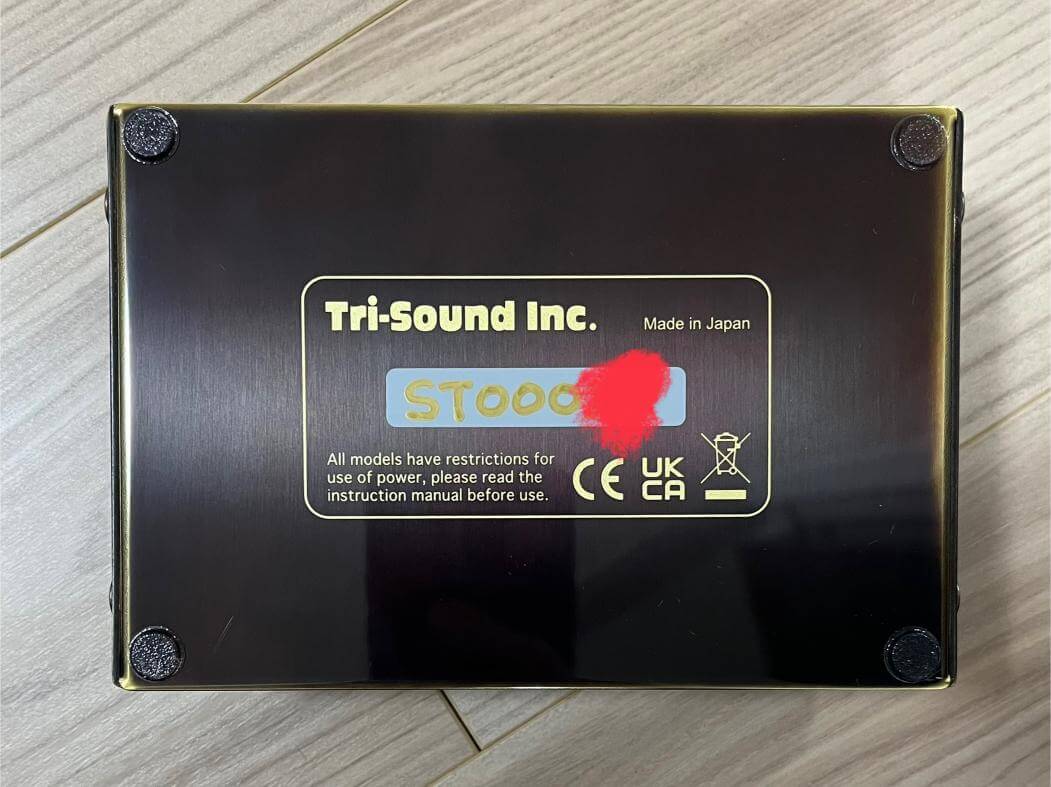 Tri-Sound Inc.
Made in Japan
ST000
All models have restrictions for
use of power, please read the
instruction manual before use.
CE
UK
CA